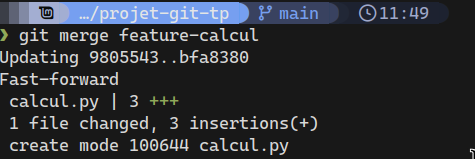 …/projet-git-tp main 11:49
❯ git merge feature-calcul
Updating 9805543..bfa8380
Fast-forward
 calcul.py | 3 +++
 1 file changed, 3 insertions(+)
 create mode 100644 calcul.py